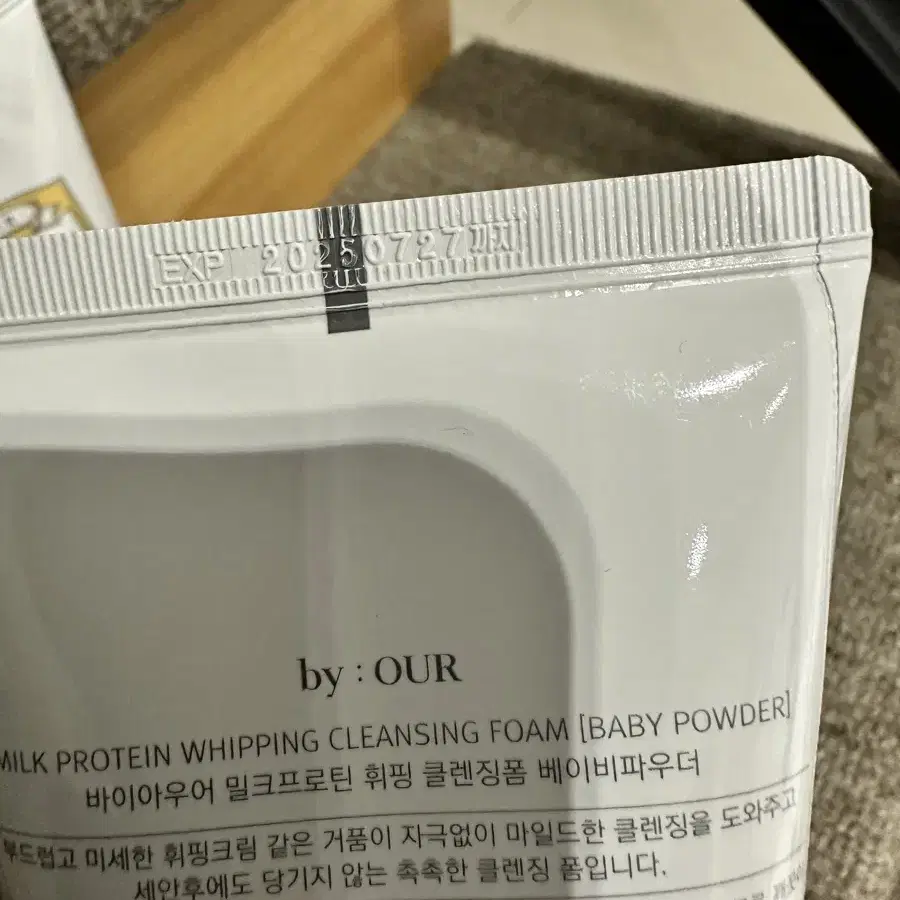 EXP 20250727까지
by : OUR
MILK PROTEIN WHIPPING CLEANSING FOAM [BABY POWDER]
바이아우어 밀크프로틴 휘핑 클렌징폼 베이비파우더
부드럽고 미세한 휘핑크림 같은 거품이 자극없이 마일드한 클렌징을 도와주고
세안후에도 당기지 않는 촉촉한 클렌징 폼입니다.